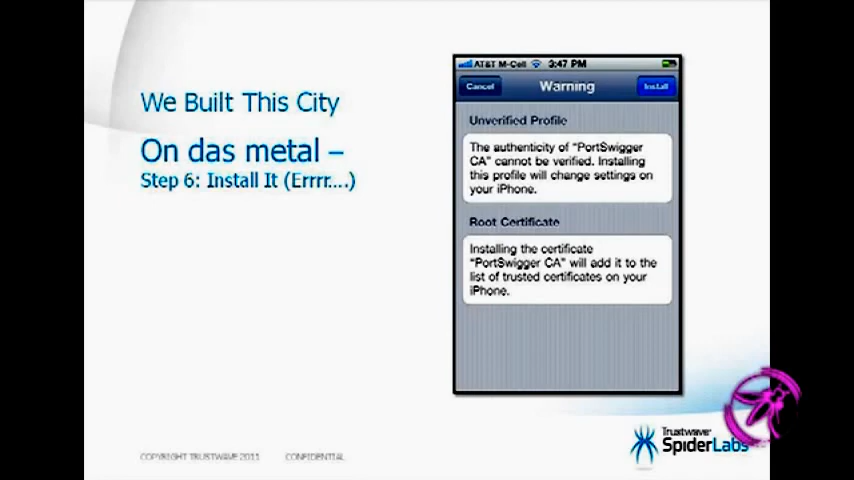 We Built This City
On das metal –
Step 6: Install It (Errrr....)
AT&T M-Cell 3:47 PM
Cancel Warning Install
Unverified Profile
The authenticity of "PortSwigger
CA" cannot be verified. Installing
this profile will change settings on
your iPhone.
Root Certificate
Installing the certificate
"PortSwigger CA" will add it to the
list of trusted certificates on your
iPhone.
Trustwave
SpiderLabs
COPYRIGHT TRUSTWAVE 2011 CONFIDENTIAL